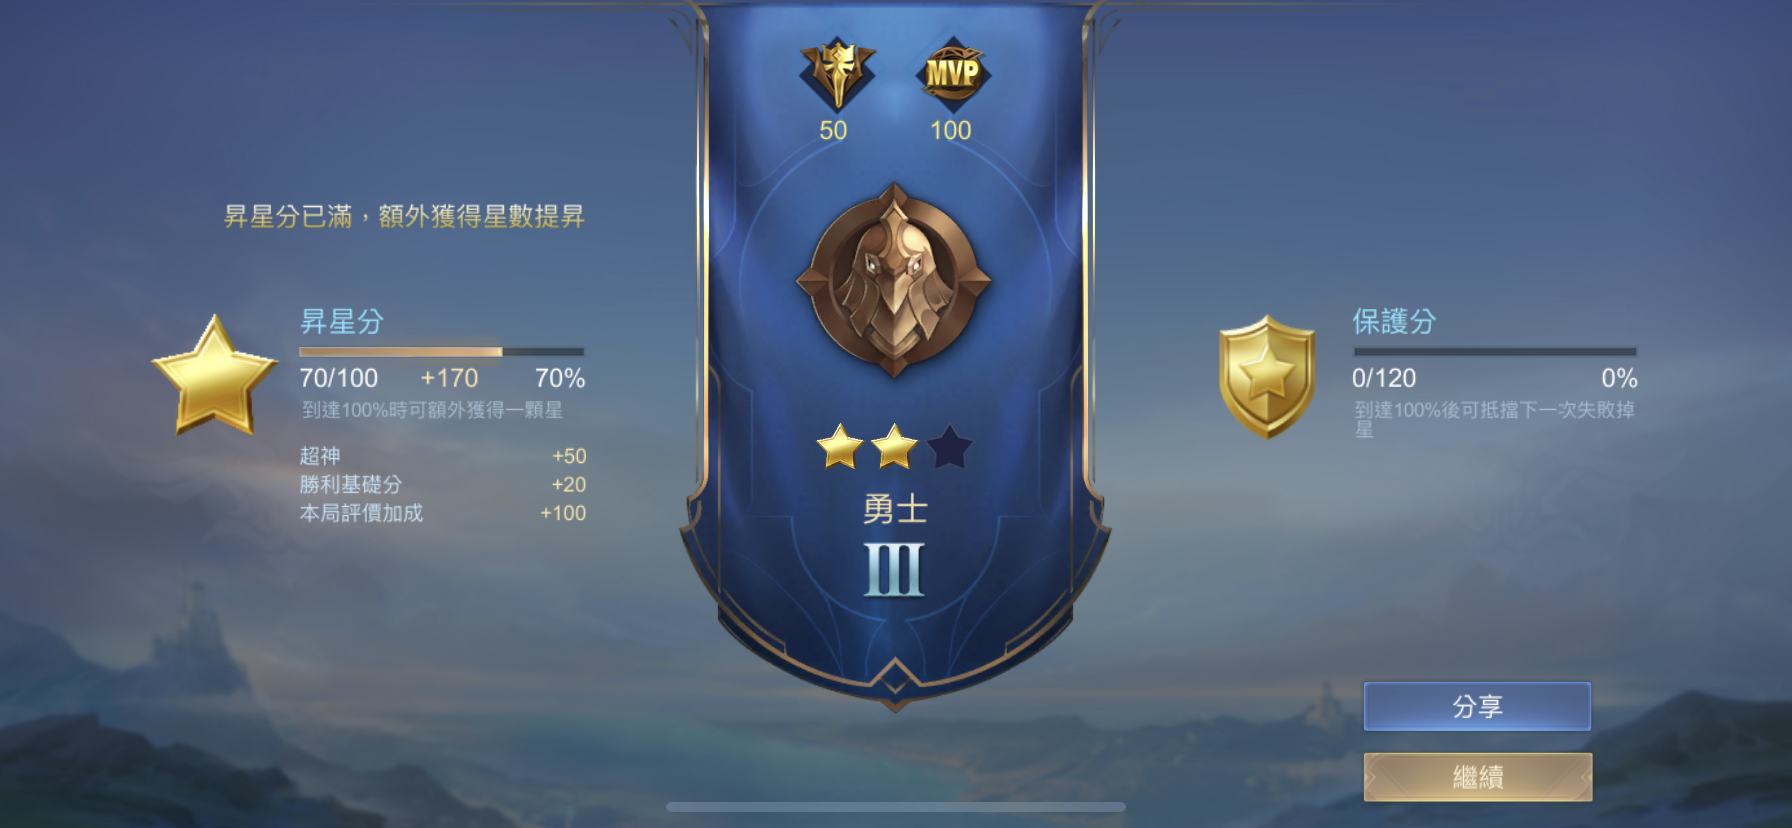 MVP
50
100
昇星分已滿，額外獲得星數提昇
昇星分
70/100 +170 70%
到達100%時可額外獲得一顆星
超神 +50
勝利基礎分 +20
本局評價加成 +100
勇士
III
保護分
0/120 0%
到達100%後可抵擋下一次失敗掉
星
分享
繼續